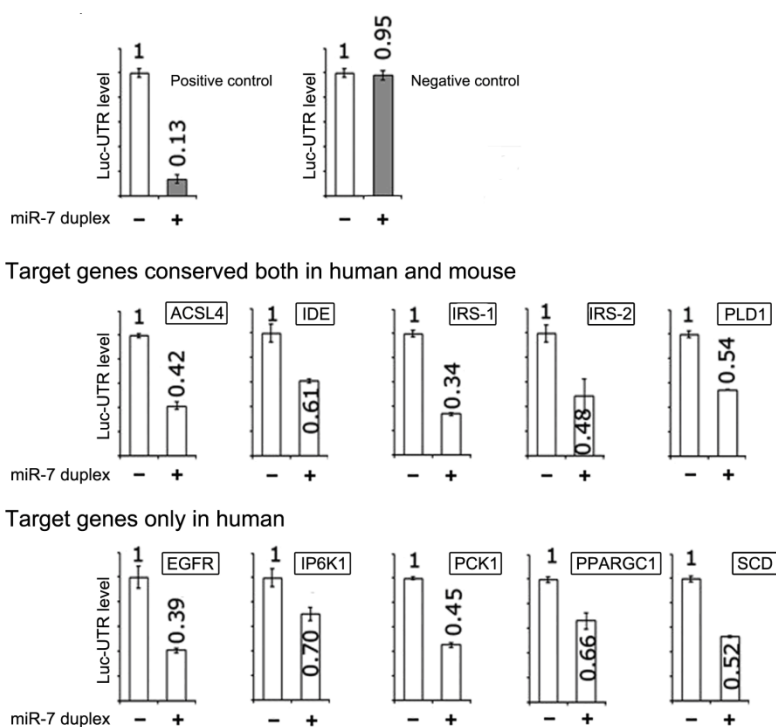 1 0.13 Positive control 1 0.95 Negative control
Luc-UTR level Luc-UTR level
miR-7 duplex − + − +
Target genes conserved both in human and mouse
1 0.42 ACSL4 1 0.61 IDE 1 0.34 IRS-1 1 0.48 IRS-2 1 0.54 PLD1
Luc-UTR level
miR-7 duplex − + − + − + − + − +
Target genes only in human
1 0.39 EGFR 1 0.70 IP6K1 1 0.45 PCK1 1 0.66 PPARGC1 1 0.52 SCD
Luc-UTR level
miR-7 duplex − + − + − + − + − +